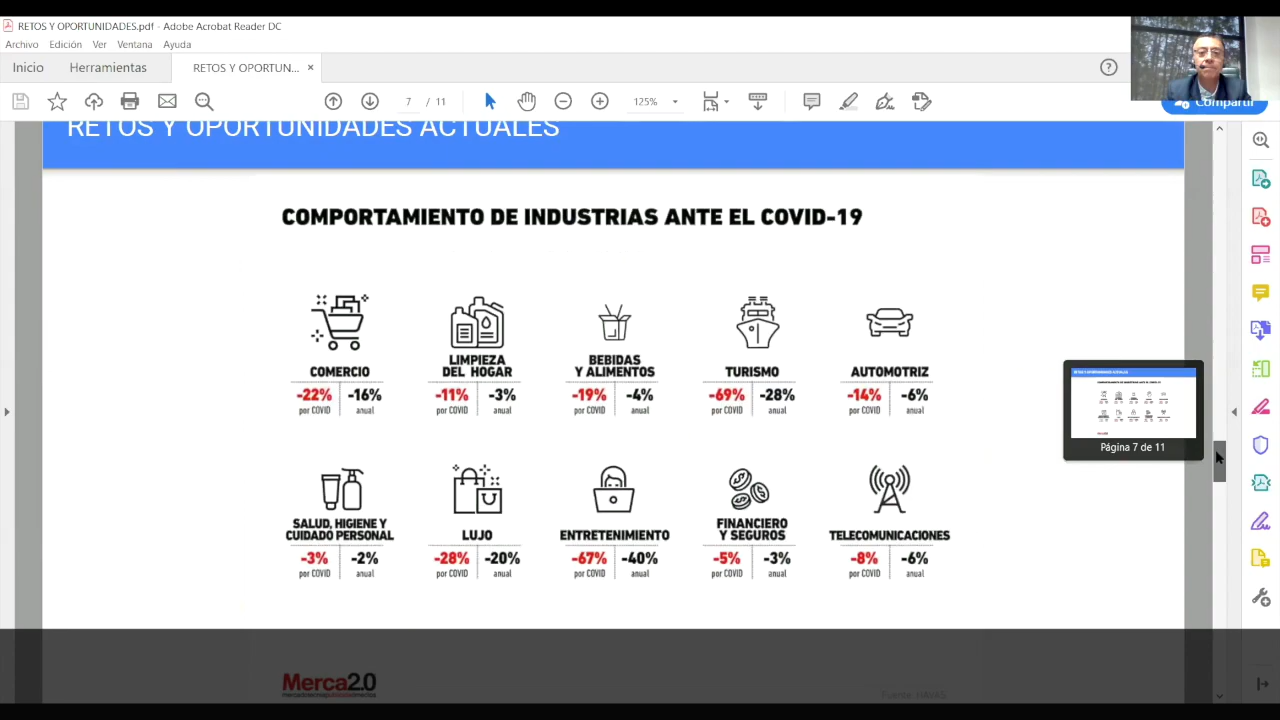 RETOS Y OPORTUNIDADES.pdf - Adobe Acrobat Reader DC
Archivo Edición Ver Ventana Ayuda
Inicio Herramientas RETOS Y OPORTUN... ×
7 / 11 125%
Compartir
RETOS Y OPORTUNIDADES ACTUALES
COMPORTAMIENTO DE INDUSTRIAS ANTE EL COVID-19
COMERCIO
-22% -16%
por COVID anual
LIMPIEZA
DEL HOGAR
-11% -3%
por COVID anual
BEBIDAS
Y ALIMENTOS
-19% -4%
por COVID anual
TURISMO
-69% -28%
por COVID anual
AUTOMOTRIZ
-14% -6%
por COVID anual
SALUD, HIGIENE Y
CUIDADO PERSONAL
-3% -2%
por COVID anual
LUJO
-28% -20%
por COVID anual
ENTRETENIMIENTO
-67% -40%
por COVID anual
FINANCIERO
Y SEGUROS
-5% -3%
por COVID anual
TELECOMUNICACIONES
-8% -6%
por COVID anual
Página 7 de 11
Merca2.0
Fuente: